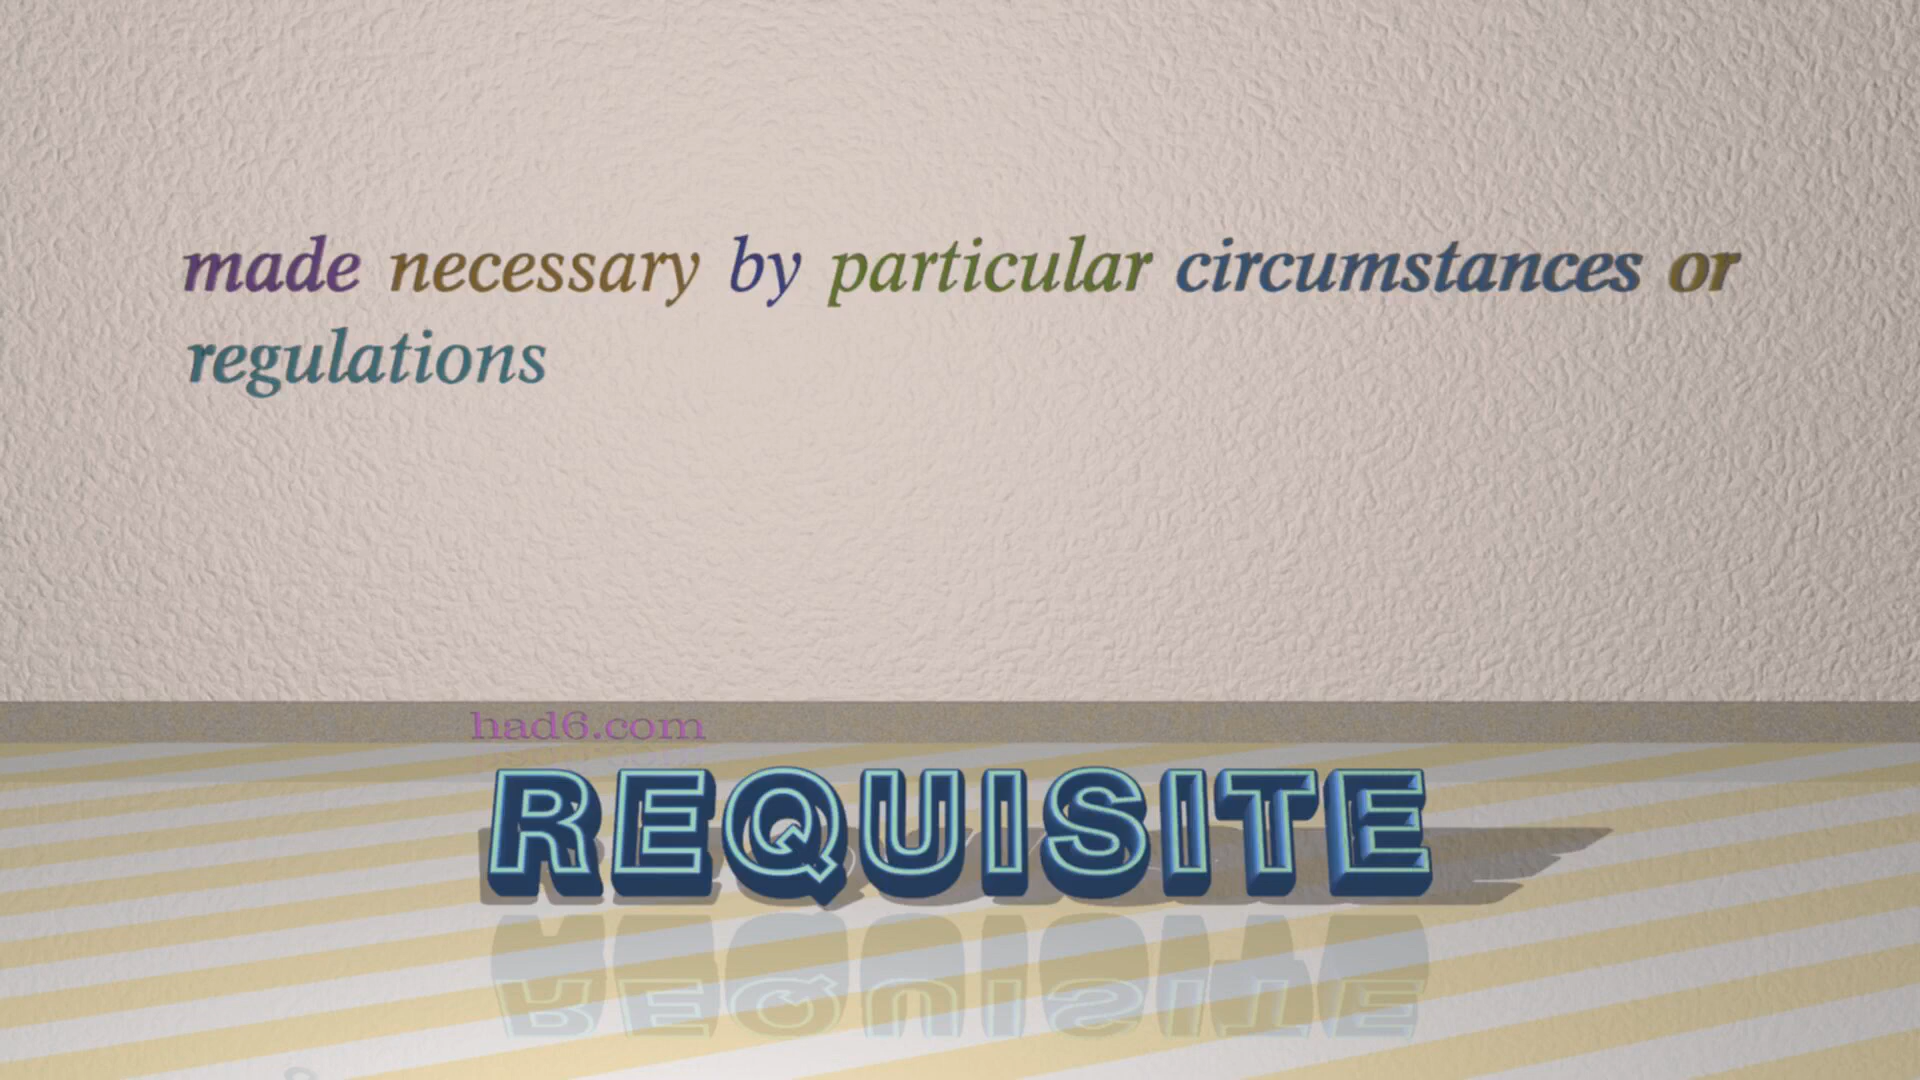 made necessary by particular circumstances or
regulations
had6.com
REQUISITE